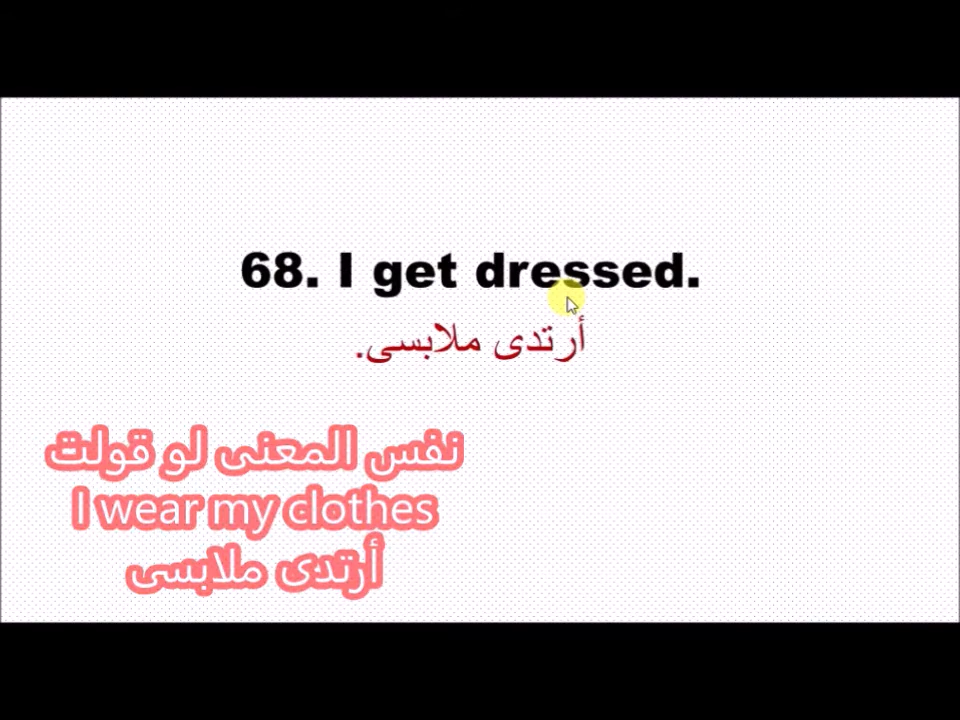 68. I get dressed.
أرتدى ملابسى.
نفس المعنى لو قولت
I wear my clothes
أرتدى ملابسى